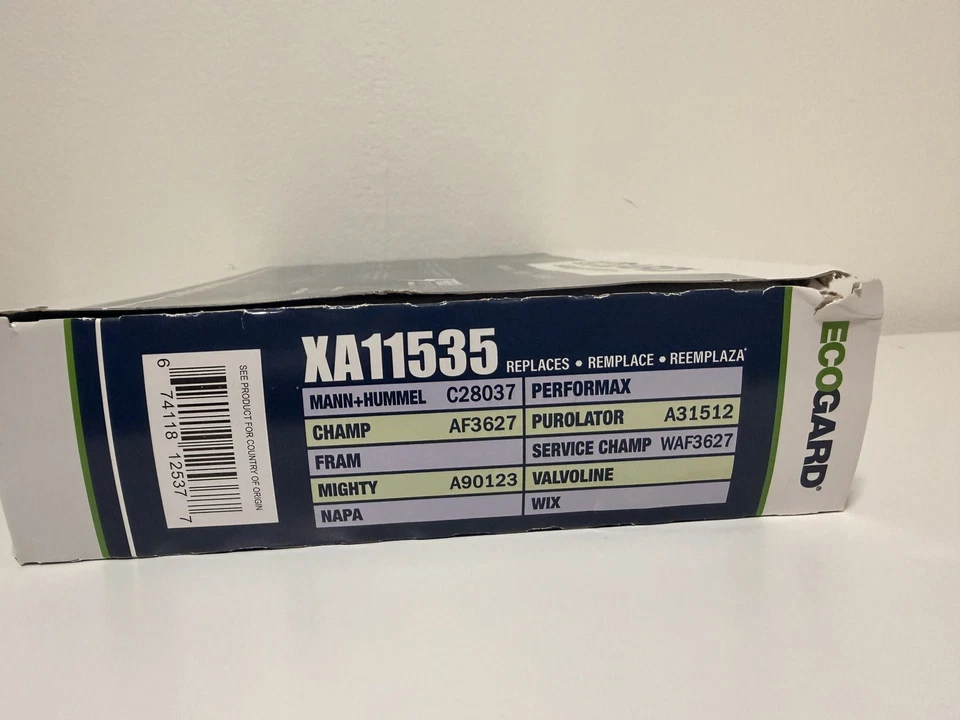 XA11535 REPLACES • REMPLACE • REEMPLAZA*
MANN+HUMMEL C28037 PERFORMAX
CHAMP AF3627 PUROLATOR A31512
FRAM SERVICE CHAMP WAF3627
MIGHTY A90123 VALVOLINE
NAPA WIX
SEE PRODUCT FOR COUNTRY OF ORIGIN
6 74118 12537 7
ECOGARD®